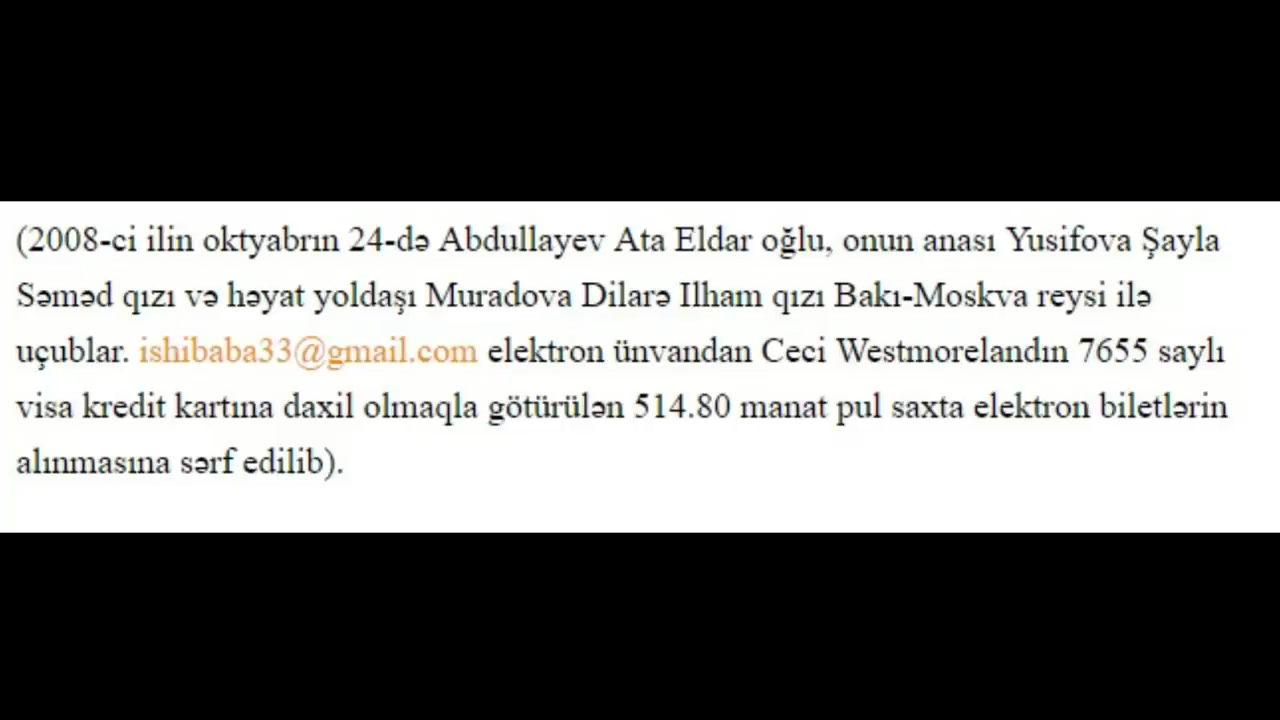 (2008-ci ilin oktyabrın 24-də Abdullayev Ata Eldar oğlu, onun anası Yusifova Şayla
Səməd qızı və həyat yoldaşı Muradova Dilarə Ilham qızı Bakı-Moskva reysi ilə
uçublar. ishibaba33@gmail.com elektron ünvandan Ceci Westmorelandın 7655 saylı
visa kredit kartına daxil olmaqla götürülən 514.80 manat pul saxta elektron biletlərin
alınmasına sərf edilib).